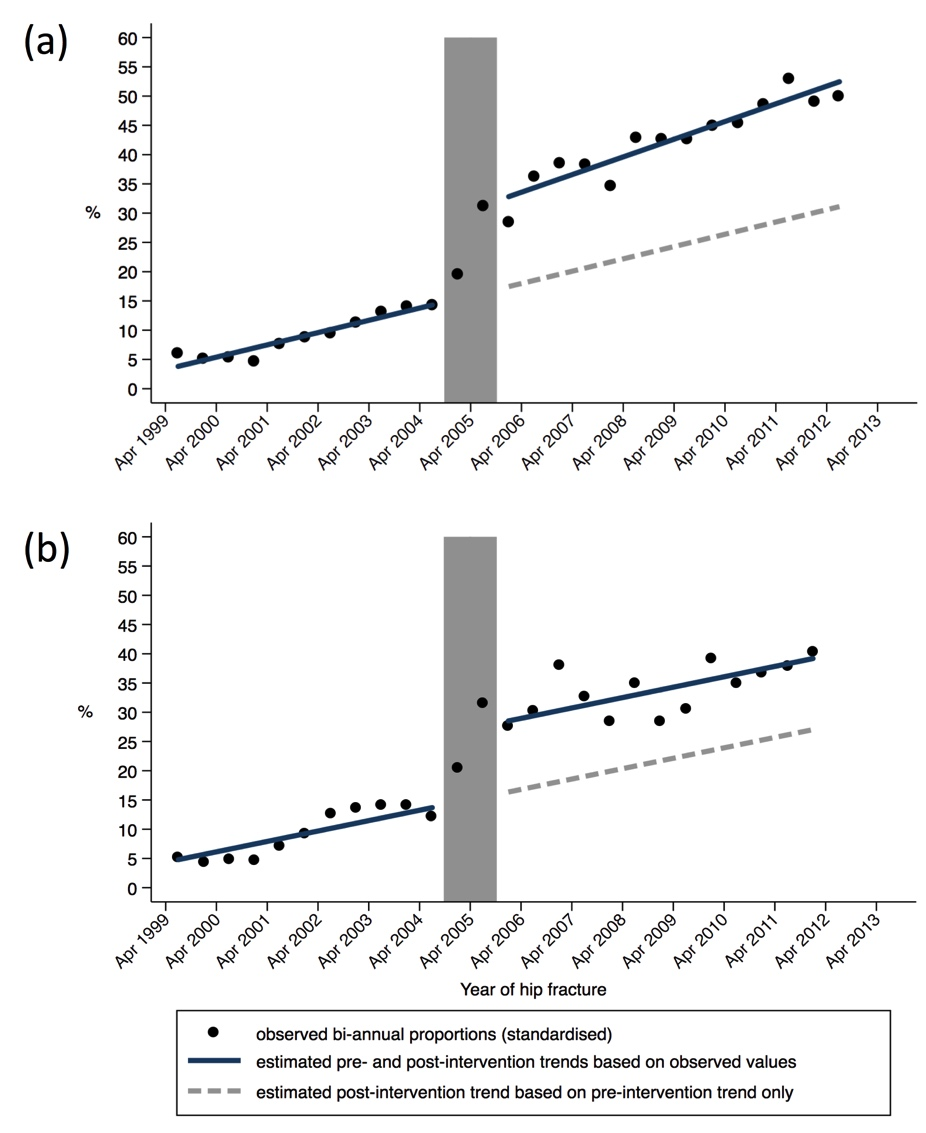 (a)
60
55
50
45
40
35
30
25
20
15
10
5
0
%
Apr 1999
Apr 2000
Apr 2001
Apr 2002
Apr 2003
Apr 2004
Apr 2005
Apr 2006
Apr 2007
Apr 2008
Apr 2009
Apr 2010
Apr 2011
Apr 2012
Apr 2013
(b)
60
55
50
45
40
35
30
25
20
15
10
5
0
%
Apr 1999
Apr 2000
Apr 2001
Apr 2002
Apr 2003
Apr 2004
Apr 2005
Apr 2006
Apr 2007
Apr 2008
Apr 2009
Apr 2010
Apr 2011
Apr 2012
Apr 2013
Year of hip fracture
observed bi-annual proportions (standardised)
estimated pre- and post-intervention trends based on observed values
estimated post-intervention trend based on pre-intervention trend only